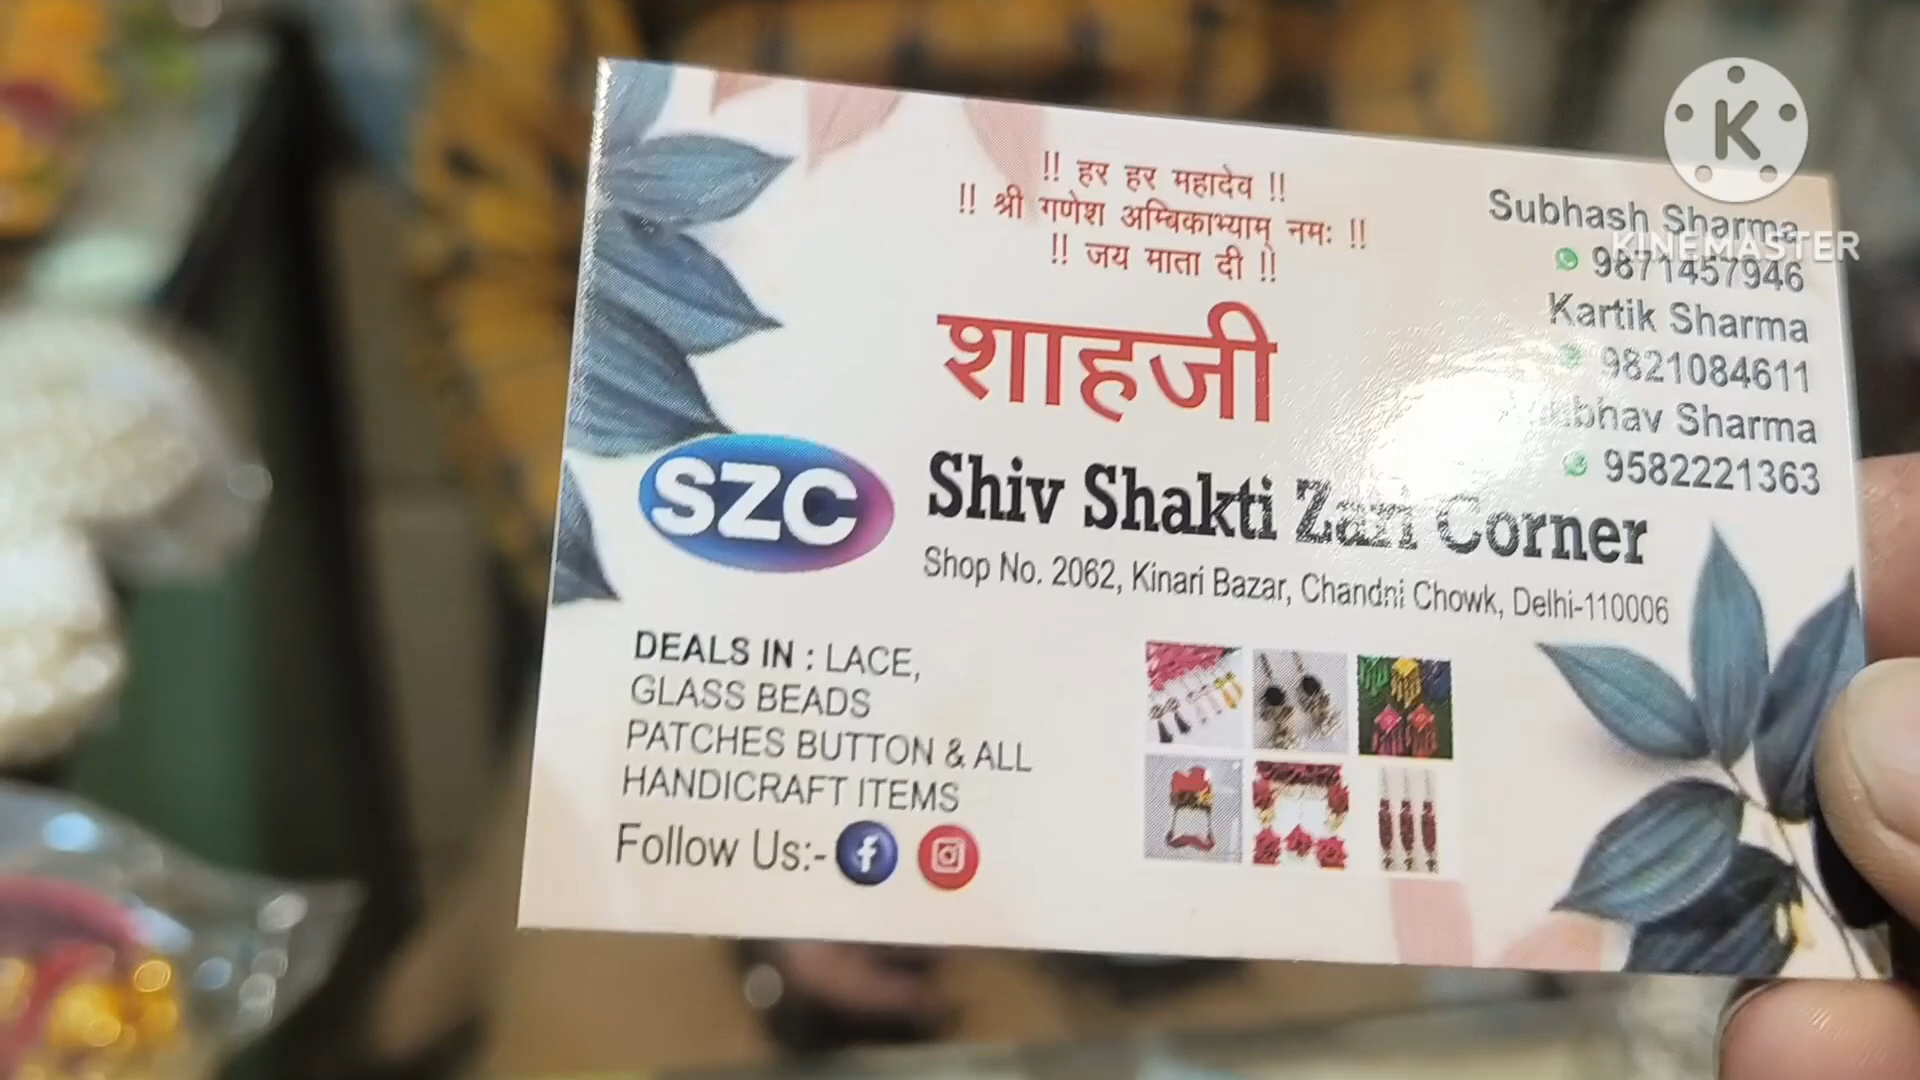 !! हर हर महादेव !!
!! श्री गणेश अम्बिकाभ्याम् नमः !!
!! जय माता दी !!
शाहजी
Subhash Sharma
9871457946
Kartik Sharma
9821084611
Sharma
9582221363
SZC
Shiv Shakti Zari Corner
Shop No. 2062, Kinari Bazar, Chandni Chowk, Delhi-110006
DEALS IN : LACE,
GLASS BEADS
PATCHES BUTTON & ALL
HANDICRAFT ITEMS
Follow Us:-
K
KINEMASTER